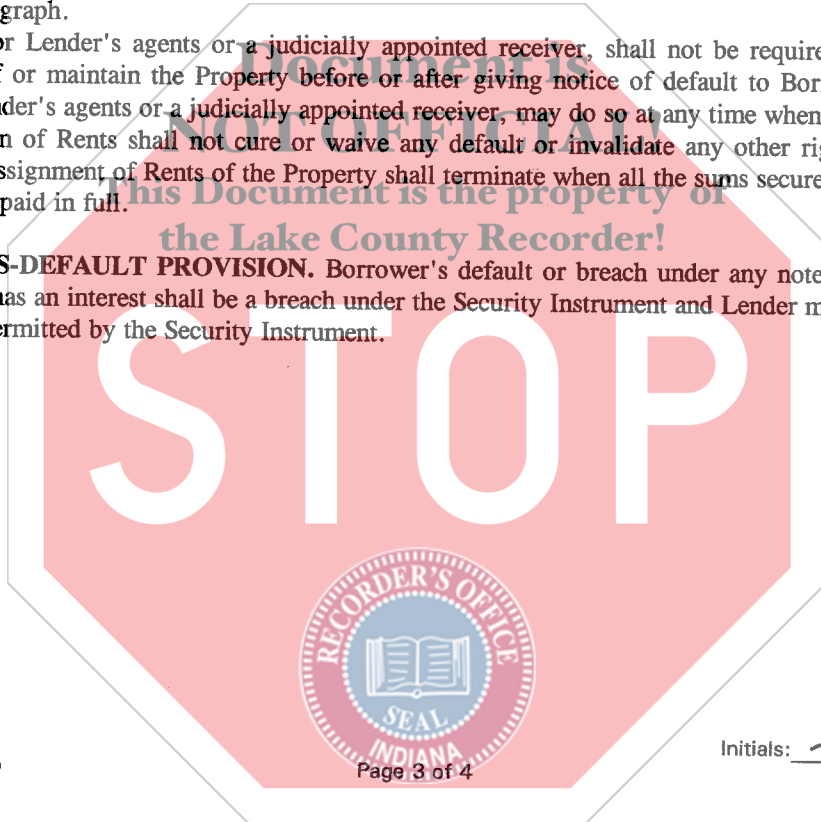 graph.
or Lender's agents or a judicially appointed receiver, shall not be require
f or maintain the Property before or after giving notice of default to Bor
der's agents or a judicially appointed receiver, may do so at any time when
n of Rents shall not cure or waive any default or invalidate any other rig
ssignment of Rents of the Property shall terminate when all the sums secure
paid in full.
Document is
NOT OFFICIAL!
This Document is the property of
the Lake County Recorder!
S-DEFAULT PROVISION. Borrower's default or breach under any note
as an interest shall be a breach under the Security Instrument and Lender m
ermitted by the Security Instrument.
STOP
RECORDER'S OFFICE
SEAL
INDIANA
Initials:
Page 3 of 4